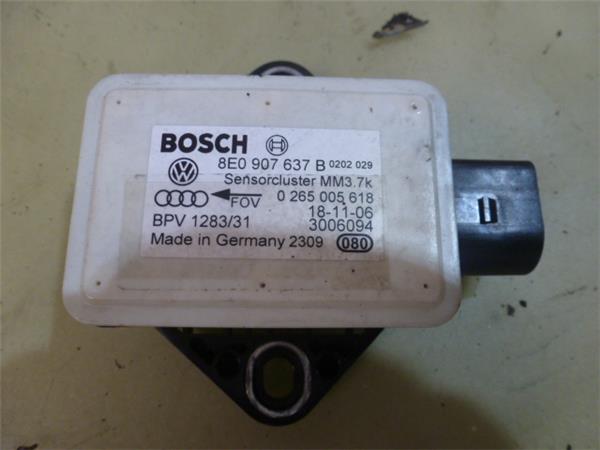 BOSCH
8E0 907 637 B 0202 029
Sensorcluster MM3.7k
FOV 0 265 005 618
18-11-06
BPV 1283/31 3006094
Made in Germany 2309 080